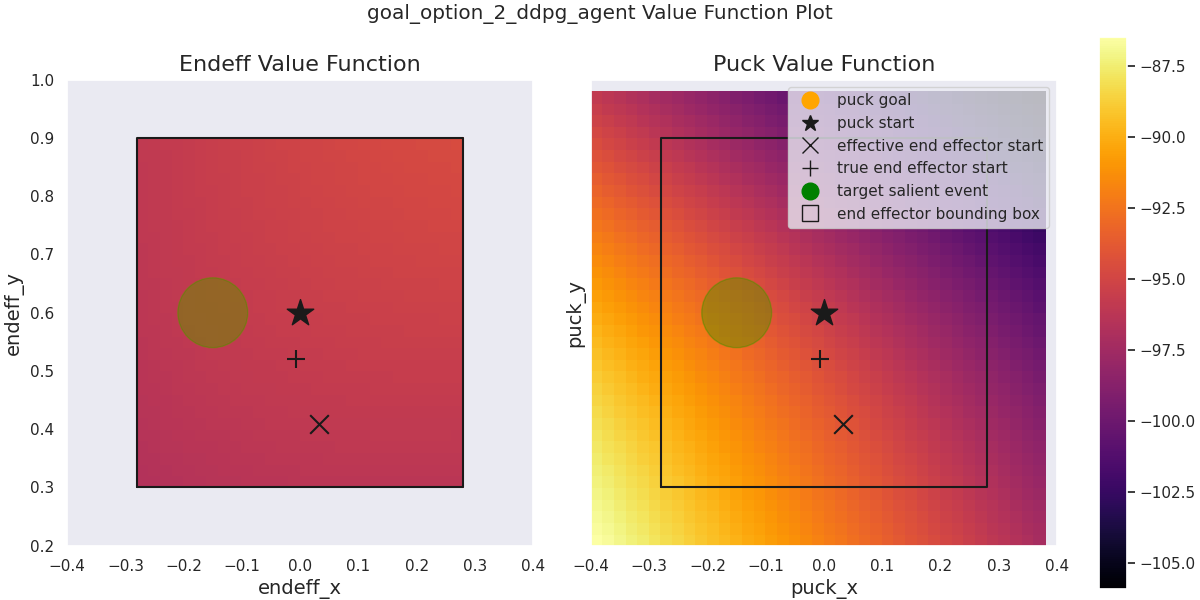 goal_option_2_ddpg_agent Value Function Plot
Endeff Value Function
1.0
0.9
0.8
0.7
0.6
0.5
0.4
0.3
0.2
endeff_y
−0.4 −0.3 −0.2 −0.1 0.0 0.1 0.2 0.3 0.4
endeff_x
Puck Value Function
puck goal
puck start
effective end effector start
true end effector start
target salient event
end effector bounding box
puck_y
−0.4 −0.3 −0.2 −0.1 0.0 0.1 0.2 0.3 0.4
puck_x
−87.5
−90.0
−92.5
−95.0
−97.5
−100.0
−102.5
−105.0